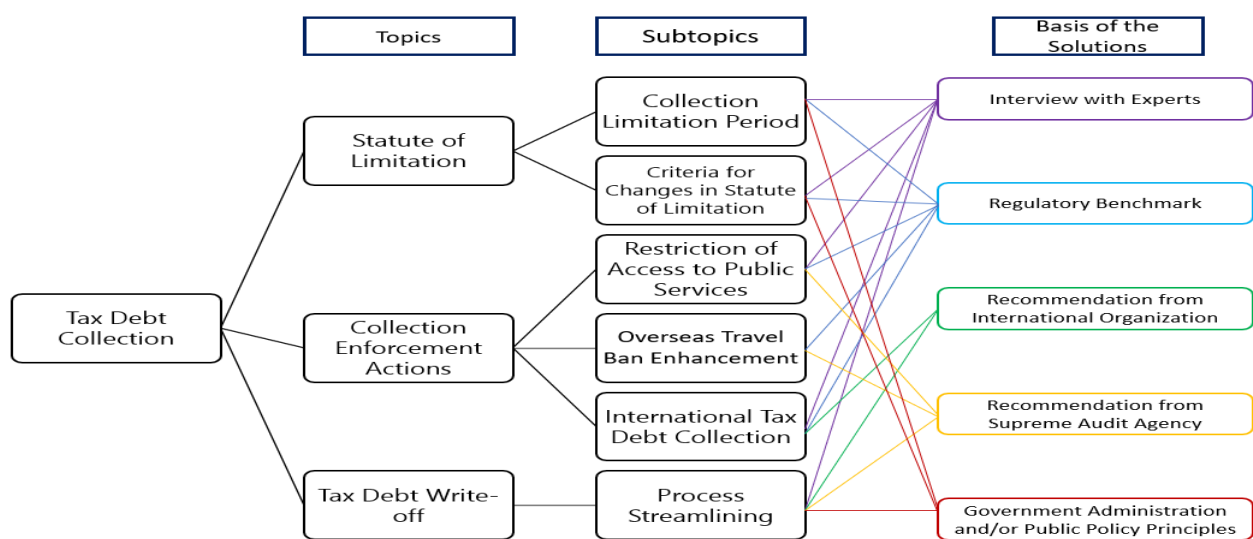 Topics
Subtopics
Basis of the
Solutions
Statute of
Limitation
Collection
Limitation Period
Criteria for
Changes in Statute
of Limitation
Interview with Experts
Regulatory Benchmark
Tax Debt
Collection
Collection
Enforcement
Actions
Restriction of
Access to Public
Services
Overseas Travel
Ban Enhancement
International Tax
Debt Collection
Recommendation from
International Organization
Recommendation from
Supreme Audit Agency
Tax Debt Write-
off
Process
Streamlining
Government Administration
and/or Public Policy Principles